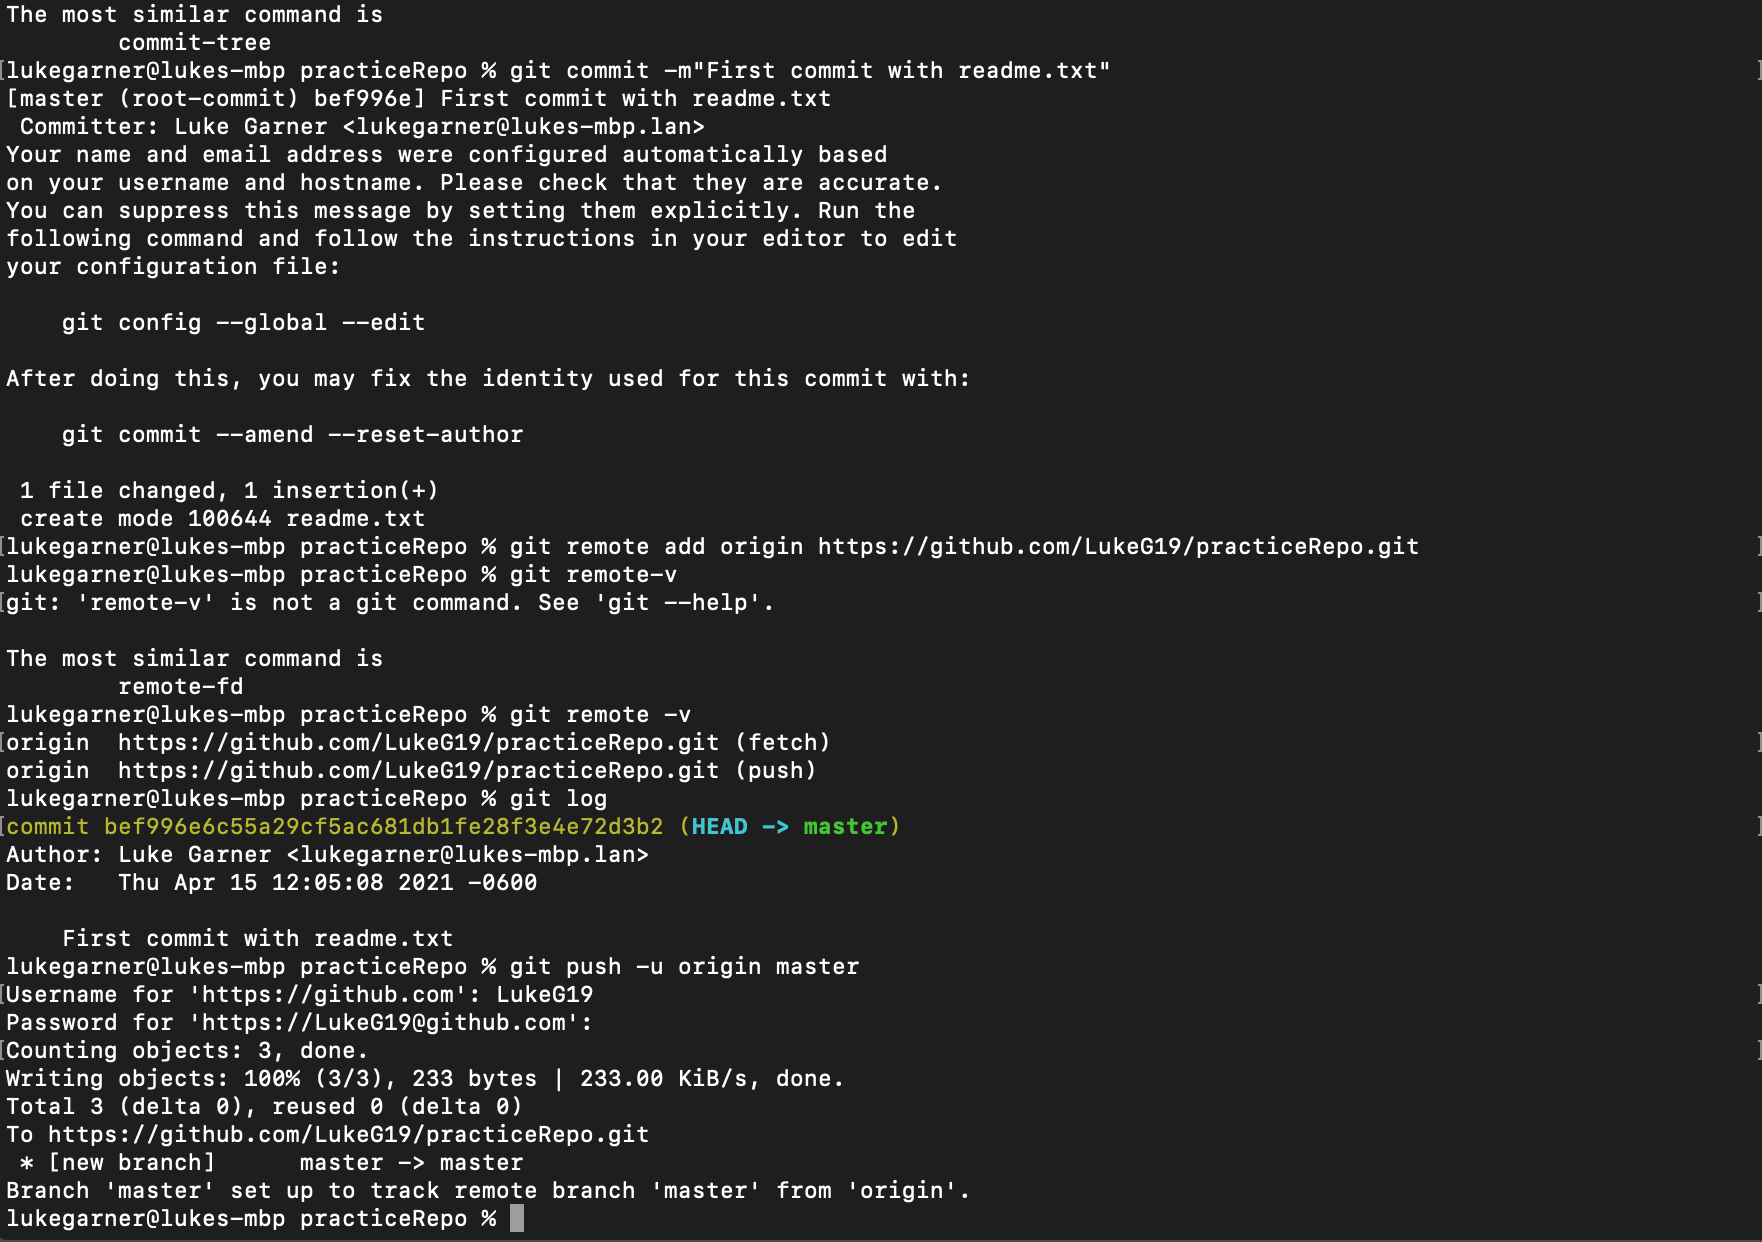 The most similar command is
        commit-tree
[lukegarner@lukes-mbp practiceRepo % git commit -m"First commit with readme.txt" ]
[master (root-commit) bef996e] First commit with readme.txt
 Committer: Luke Garner <lukegarner@lukes-mbp.lan>
Your name and email address were configured automatically based
on your username and hostname. Please check that they are accurate.
You can suppress this message by setting them explicitly. Run the
following command and follow the instructions in your editor to edit
your configuration file:

    git config --global --edit

After doing this, you may fix the identity used for this commit with:

    git commit --amend --reset-author

 1 file changed, 1 insertion(+)
 create mode 100644 readme.txt
[lukegarner@lukes-mbp practiceRepo % git remote add origin https://github.com/LukeG19/practiceRepo.git ]
lukegarner@lukes-mbp practiceRepo % git remote-v
[git: 'remote-v' is not a git command. See 'git --help'. ]

The most similar command is
        remote-fd
lukegarner@lukes-mbp practiceRepo % git remote -v
[origin  https://github.com/LukeG19/practiceRepo.git (fetch) ]
origin  https://github.com/LukeG19/practiceRepo.git (push)
lukegarner@lukes-mbp practiceRepo % git log
[commit bef996e6c55a29cf5ac681db1fe28f3e4e72d3b2 (HEAD -> master) ]
Author: Luke Garner <lukegarner@lukes-mbp.lan>
Date:   Thu Apr 15 12:05:08 2021 -0600

    First commit with readme.txt
lukegarner@lukes-mbp practiceRepo % git push -u origin master
[Username for 'https://github.com': LukeG19 ]
Password for 'https://LukeG19@github.com':
[Counting objects: 3, done. ]
Writing objects: 100% (3/3), 233 bytes | 233.00 KiB/s, done.
Total 3 (delta 0), reused 0 (delta 0)
To https://github.com/LukeG19/practiceRepo.git
 * [new branch]      master -> master
Branch 'master' set up to track remote branch 'master' from 'origin'.
lukegarner@lukes-mbp practiceRepo %